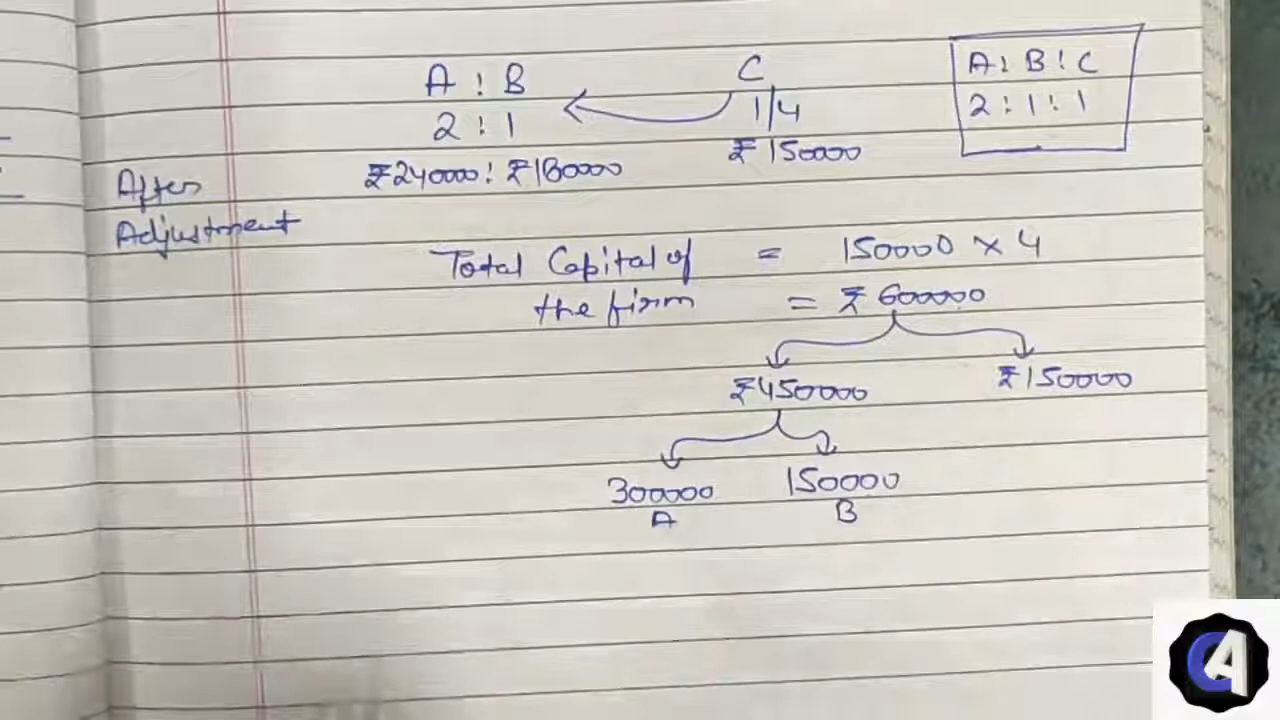 A : B
2 : 1
C
1/4
₹150000
A : B : C
2 : 1 : 1
After
Adjustment
₹240000 : ₹180000
Total Capital of
the firm
= 150000 × 4
= ₹600000
₹450000
₹150000
300000
A
150000
B
CA